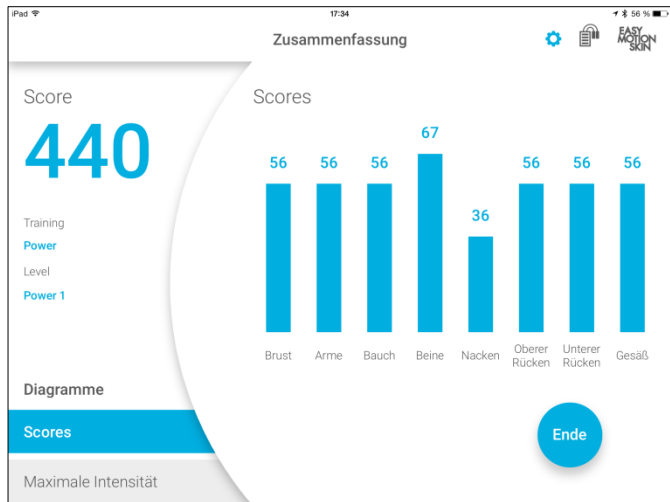 iPad 17:34 56 %
Zusammenfassung
EASY
MOTION
SKIN
Score
440
Training
Power
Level
Power 1
Diagramme
Scores
Maximale Intensität
Scores
56 56 56 67 36 56 56 56
Brust Arme Bauch Beine Nacken Oberer Rücken Unterer Rücken Gesäß
Ende